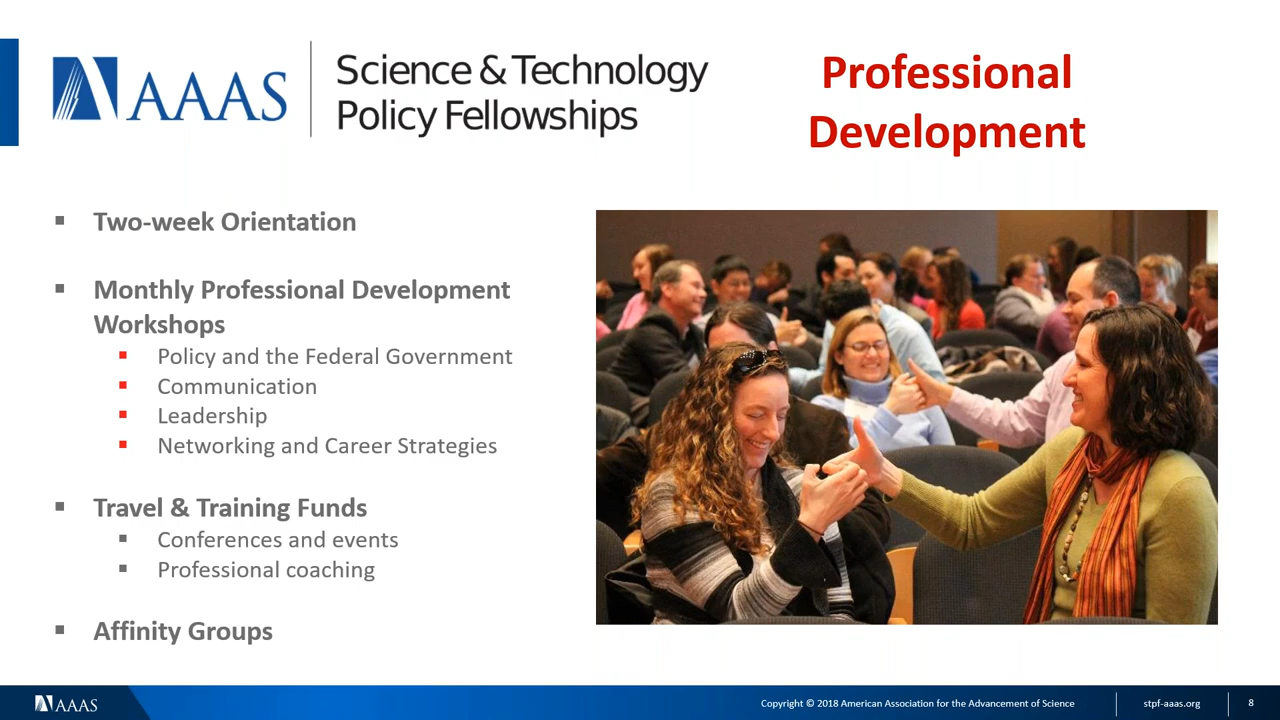 AAAS
Science & Technology
Policy Fellowships
Professional
Development
Two-week Orientation
Monthly Professional Development
Workshops
Policy and the Federal Government
Communication
Leadership
Networking and Career Strategies
Travel & Training Funds
Conferences and events
Professional coaching
Affinity Groups
AAAS
Copyright © 2018 American Association for the Advancement of Science
stpf-aaas.org
8